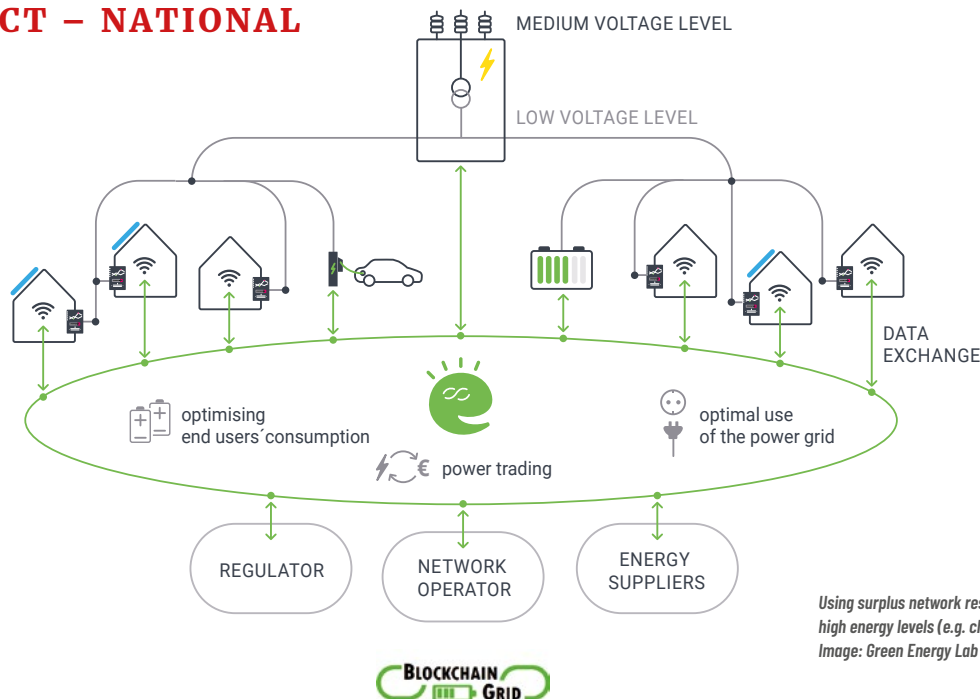 CT – NATIONAL
MEDIUM VOLTAGE LEVEL
LOW VOLTAGE LEVEL
DATA
EXCHANGE
optimising
end users´consumption
optimal use
of the power grid
€ power trading
REGULATOR
NETWORK
OPERATOR
ENERGY
SUPPLIERS
Using surplus network
high energy levels (e.g.
Image: Green Energy Lab
BLOCKCHAIN
GRID